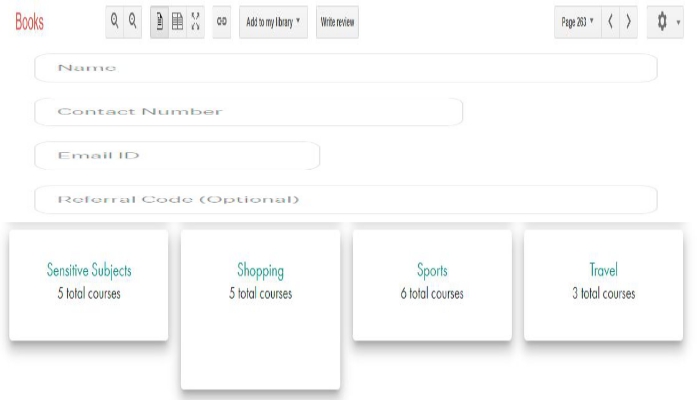 Books Add to my library Write review Page 263
Name
Contact Number
Email ID
Referral Code (Optional)
Sensitive Subjects Shopping Sports Travel
5 total courses 5 total courses 6 total courses 3 total courses